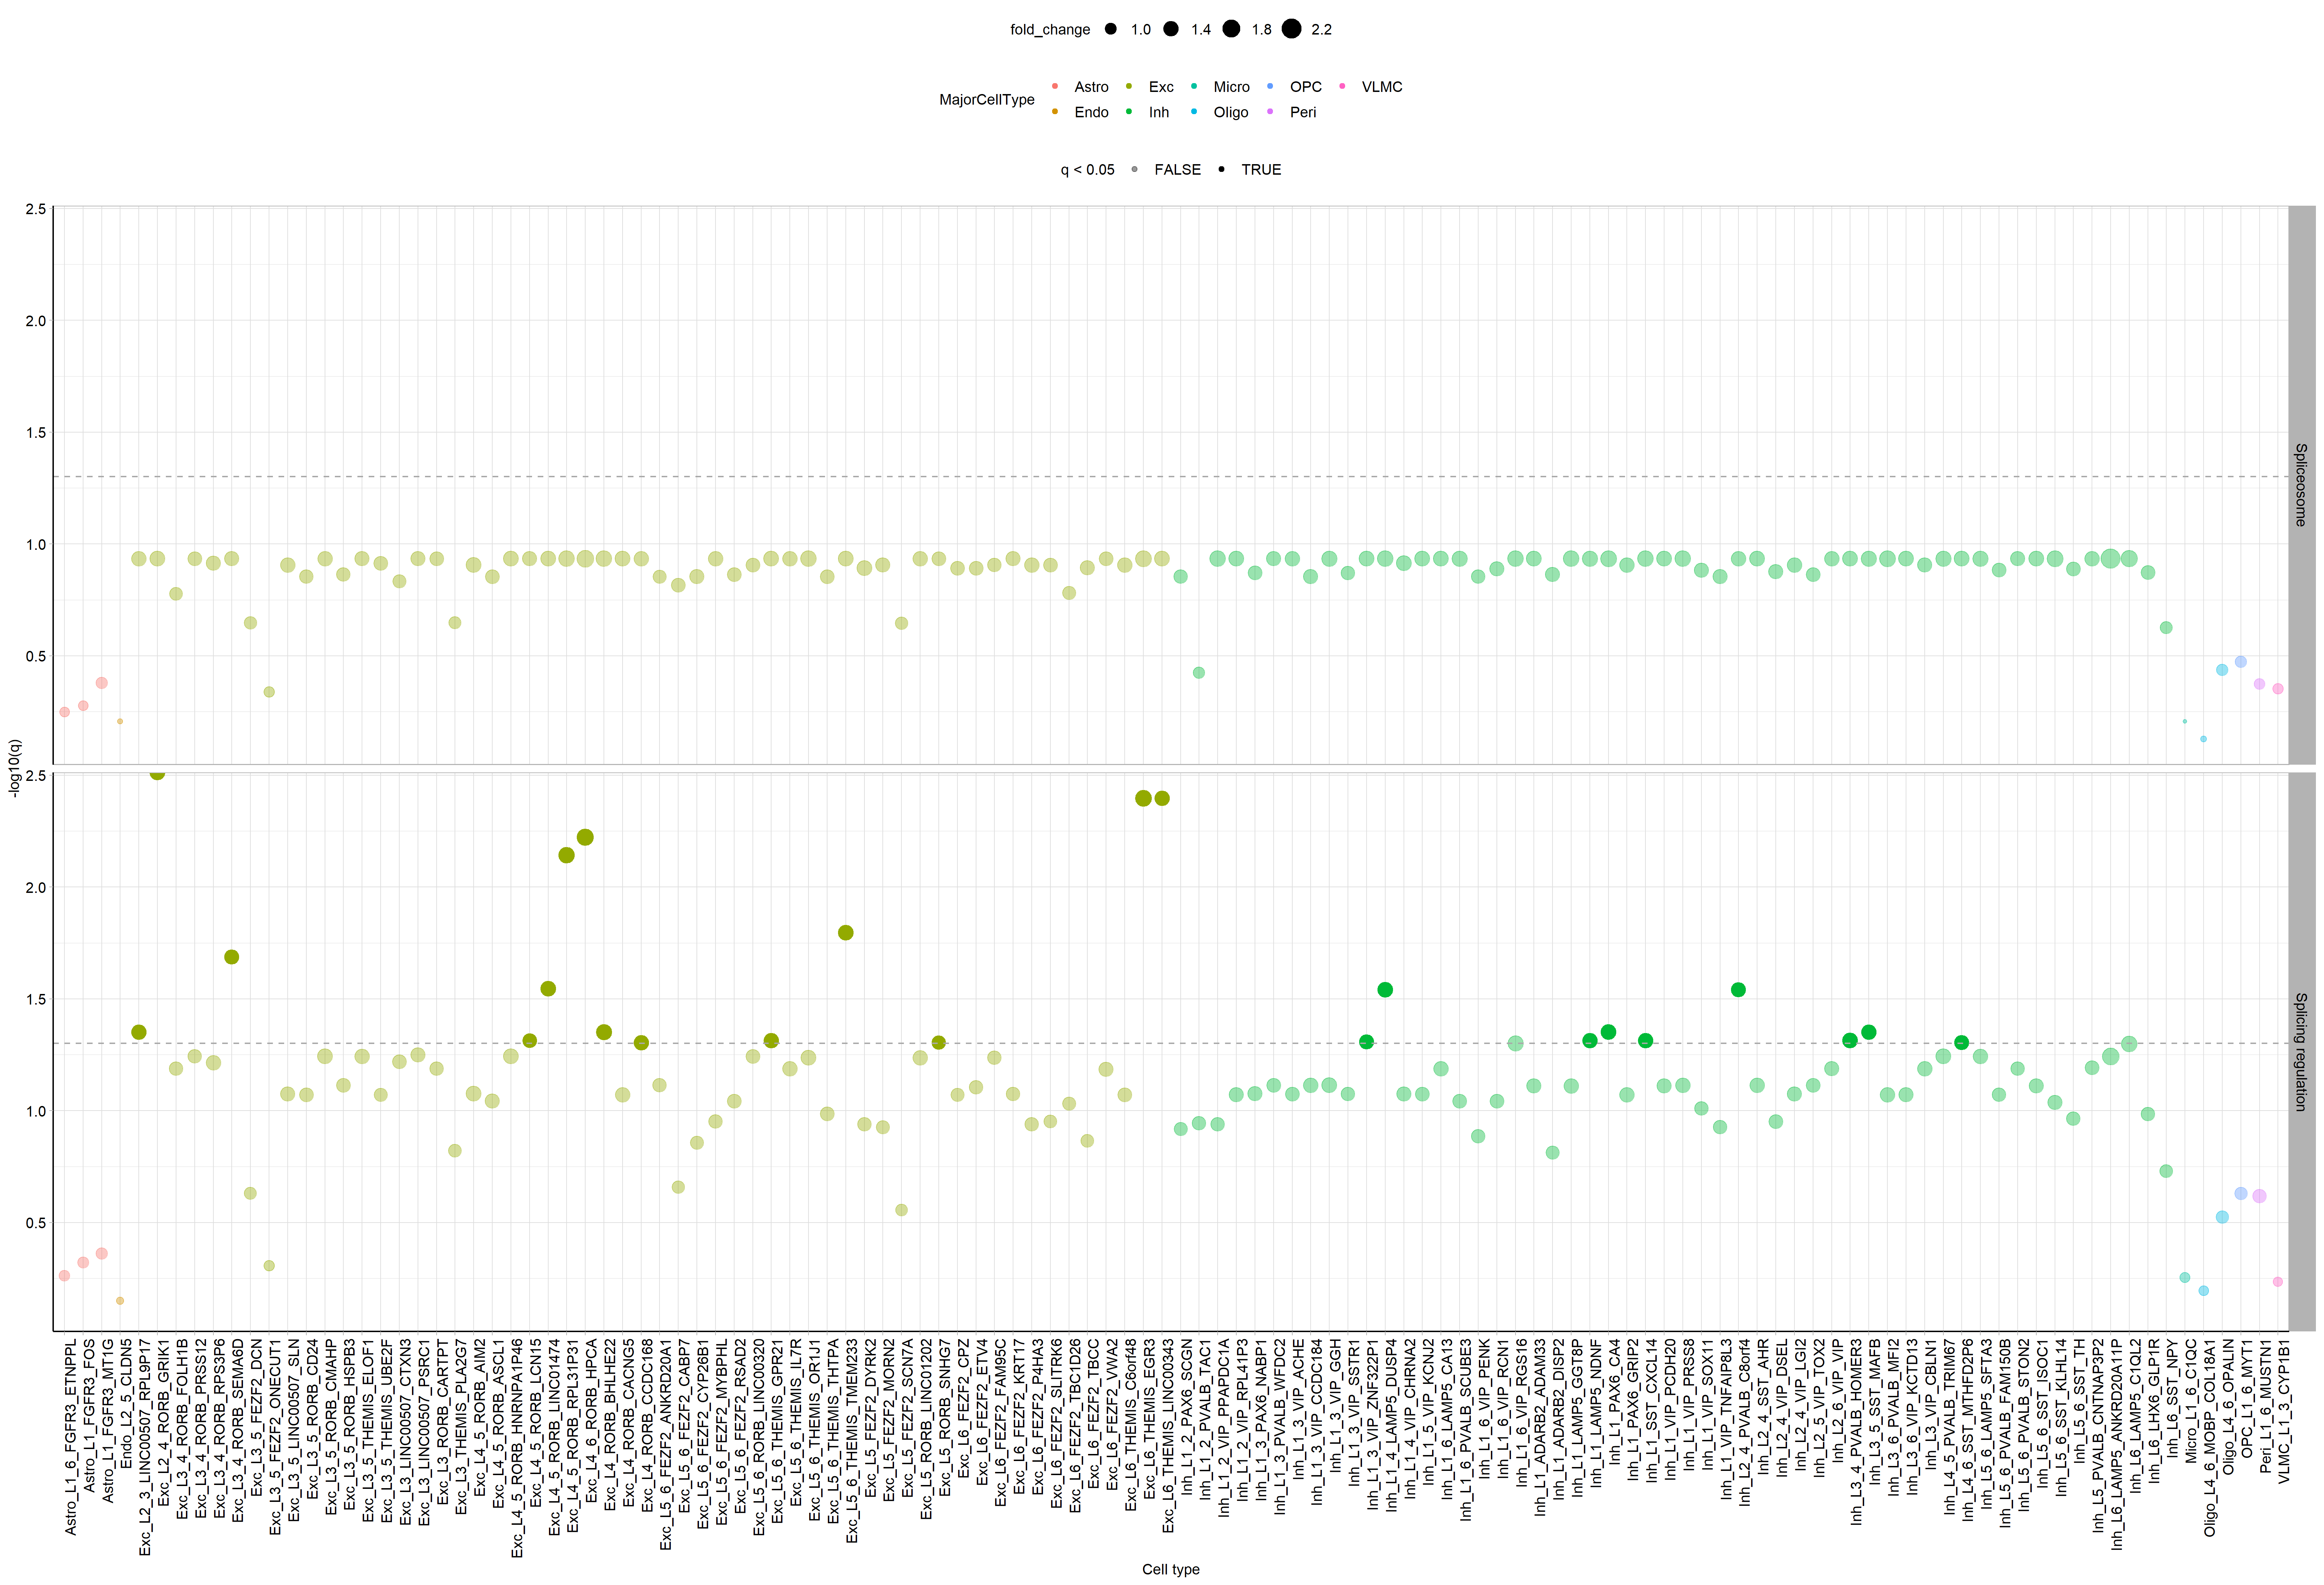 fold_change 1.0 1.4 1.8 2.2
MajorCellType
Astro Exc Micro OPC VLMC
Endo Inh Oligo Peri
q < 0.05 FALSE TRUE
-log10(q)
2.5
2.0
1.5
1.0
0.5
Spliceosome
2.5
2.0
1.5
1.0
0.5
Splicing regulation
Astro_L1_6_FGFR3_ETNPPL
Astro_L1_FGFR3_FOS
Astro_L1_FGFR3_MT1G
Endo_L2_5_CLDN5
Exc_L2_3_LINC00507_RPL9P17
Exc_L2_4_RORB_GRIK1
Exc_L3_4_RORB_FOLH1B
Exc_L3_4_RORB_PRSS12
Exc_L3_4_RORB_RPS3P6
Exc_L3_4_RORB_SEMA6D
Exc_L3_5_FEZF2_DCN
Exc_L3_5_FEZF2_ONECUT1
Exc_L3_5_LINC00507_SLN
Exc_L3_5_RORB_CD24
Exc_L3_5_RORB_CMAHP
Exc_L3_5_RORB_HSPB3
Exc_L3_5_THEMIS_ELOF1
Exc_L3_5_THEMIS_UBE2F
Exc_L3_LINC00507_CTXN3
Exc_L3_LINC00507_PSRC1
Exc_L3_RORB_CARTPT
Exc_L3_THEMIS_PLA2G7
Exc_L4_5_RORB_AIM2
Exc_L4_5_RORB_ASCL1
Exc_L4_5_RORB_HNRNPA1P46
Exc_L4_5_RORB_LCN15
Exc_L4_5_RORB_LINC01474
Exc_L4_5_RORB_RPL31P31
Exc_L4_6_RORB_HPCA
Exc_L4_RORB_BHLHE22
Exc_L4_RORB_CACNG5
Exc_L4_RORB_CCDC168
Exc_L5_6_FEZF2_ANKRD20A1
Exc_L5_6_FEZF2_CABP7
Exc_L5_6_FEZF2_CYP26B1
Exc_L5_6_FEZF2_MYBPHL
Exc_L5_6_FEZF2_RSAD2
Exc_L5_6_RORB_LINC00320
Exc_L5_6_THEMIS_GPR21
Exc_L5_6_THEMIS_IL7R
Exc_L5_6_THEMIS_OR1J1
Exc_L5_6_THEMIS_THTPA
Exc_L5_6_THEMIS_TMEM233
Exc_L5_FEZF2_DYRK2
Exc_L5_FEZF2_MORN2
Exc_L5_FEZF2_SCN7A
Exc_L5_RORB_LINC01202
Exc_L5_RORB_SNHG7
Exc_L6_FEZF2_CPZ
Exc_L6_FEZF2_ETV4
Exc_L6_FEZF2_FAM95C
Exc_L6_FEZF2_KRT17
Exc_L6_FEZF2_P4HA3
Exc_L6_FEZF2_SLITRK6
Exc_L6_FEZF2_TBC1D26
Exc_L6_FEZF2_TBCC
Exc_L6_FEZF2_VWA2
Exc_L6_THEMIS_C6orf48
Exc_L6_THEMIS_EGR3
Exc_L6_THEMIS_LINC00343
Inh_L1_2_PAX6_SCGN
Inh_L1_2_PVALB_TAC1
Inh_L1_2_VIP_PPAPDC1A
Inh_L1_2_VIP_RPL41P3
Inh_L1_3_PAX6_NABP1
Inh_L1_3_PVALB_WFDC2
Inh_L1_3_VIP_ACHE
Inh_L1_3_VIP_CCDC184
Inh_L1_3_VIP_GGH
Inh_L1_3_VIP_SSTR1
Inh_L1_3_VIP_ZNF322P1
Inh_L1_4_LAMP5_DUSP4
Inh_L1_4_VIP_CHRNA2
Inh_L1_5_VIP_KCNJ2
Inh_L1_6_LAMP5_CA13
Inh_L1_6_PVALB_SCUBE3
Inh_L1_6_VIP_PENK
Inh_L1_6_VIP_RCN1
Inh_L1_6_VIP_RGS16
Inh_L1_ADARB2_ADAM33
Inh_L1_ADARB2_DISP2
Inh_L1_LAMP5_GGT8P
Inh_L1_LAMP5_NDNF
Inh_L1_PAX6_CA4
Inh_L1_PAX6_GRIP2
Inh_L1_SST_CXCL14
Inh_L1_VIP_PCDH20
Inh_L1_VIP_PRSS8
Inh_L1_VIP_SOX11
Inh_L1_VIP_TNFAIP8L3
Inh_L2_4_PVALB_C8orf4
Inh_L2_4_SST_AHR
Inh_L2_4_VIP_DSEL
Inh_L2_4_VIP_LGI2
Inh_L2_5_VIP_TOX2
Inh_L2_6_VIP_VIP
Inh_L3_4_PVALB_HOMER3
Inh_L3_5_SST_MAFB
Inh_L3_6_PVALB_MFI2
Inh_L3_6_VIP_KCTD13
Inh_L3_VIP_CBLN1
Inh_L4_5_PVALB_TRIM67
Inh_L4_6_SST_MTHFD2P6
Inh_L5_6_LAMP5_SFTA3
Inh_L5_6_PVALB_FAM150B
Inh_L5_6_PVALB_STON2
Inh_L5_6_SST_ISOC1
Inh_L5_6_SST_KLHL14
Inh_L5_6_SST_TH
Inh_L5_PVALB_CNTNAP3P2
Inh_L6_LAMP5_ANKRD20A11P
Inh_L6_LAMP5_C1QL2
Inh_L6_LHX6_GLP1R
Inh_L6_SST_NPY
Micro_L1_6_C1QC
Oligo_L4_6_MOBP_COL18A1
Oligo_L4_6_OPALIN
OPC_L1_6_MYT1
Peri_L1_6_MUSTN1
VLMC_L1_3_CYP1B1
Cell type